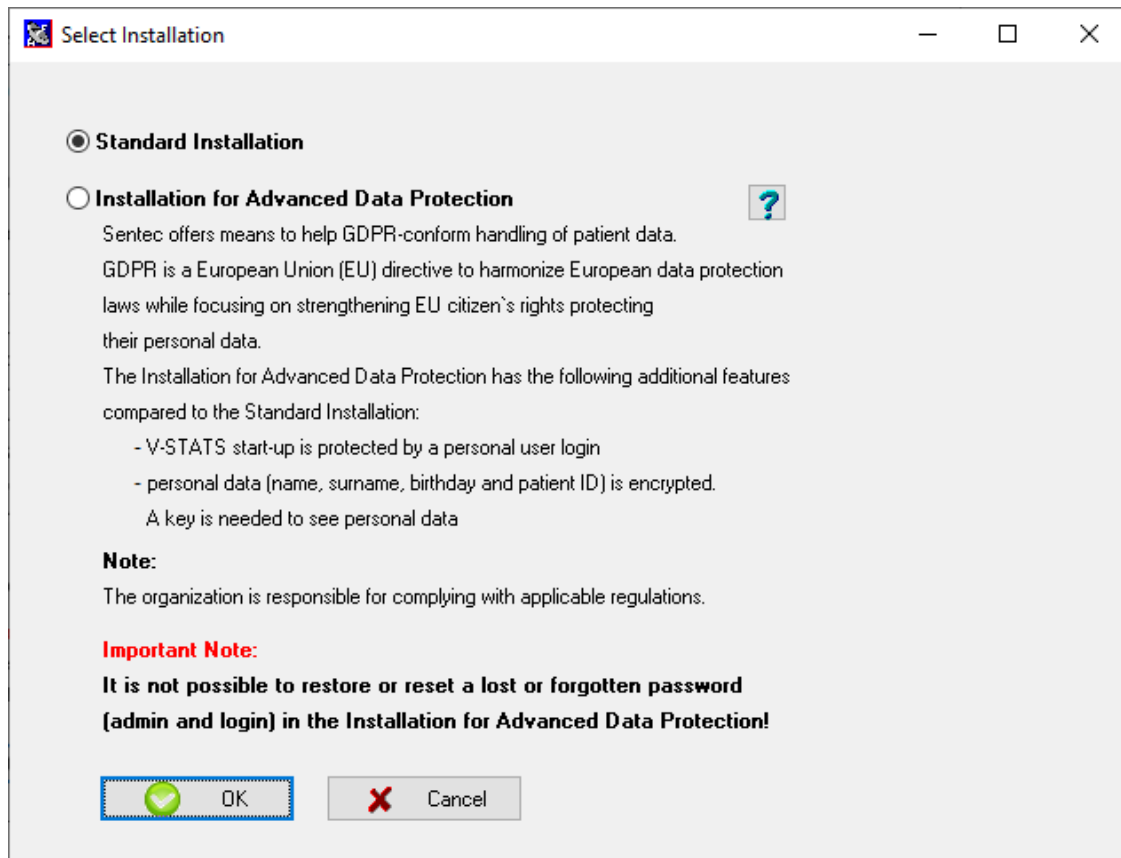 Select Installation
Standard Installation
Installation for Advanced Data Protection
?
Sentec offers means to help GDPR-conform handling of patient data.
GDPR is a European Union (EU) directive to harmonize European data protection
laws while focusing on strengthening EU citizen`s rights protecting
their personal data.
The Installation for Advanced Data Protection has the following additional features
compared to the Standard Installation:
- V-STATS start-up is protected by a personal user login
- personal data (name, surname, birthday and patient ID) is encrypted.
A key is needed to see personal data
Note:
The organization is responsible for complying with applicable regulations.
Important Note:
It is not possible to restore or reset a lost or forgotten password
(admin and login) in the Installation for Advanced Data Protection!
OK
Cancel